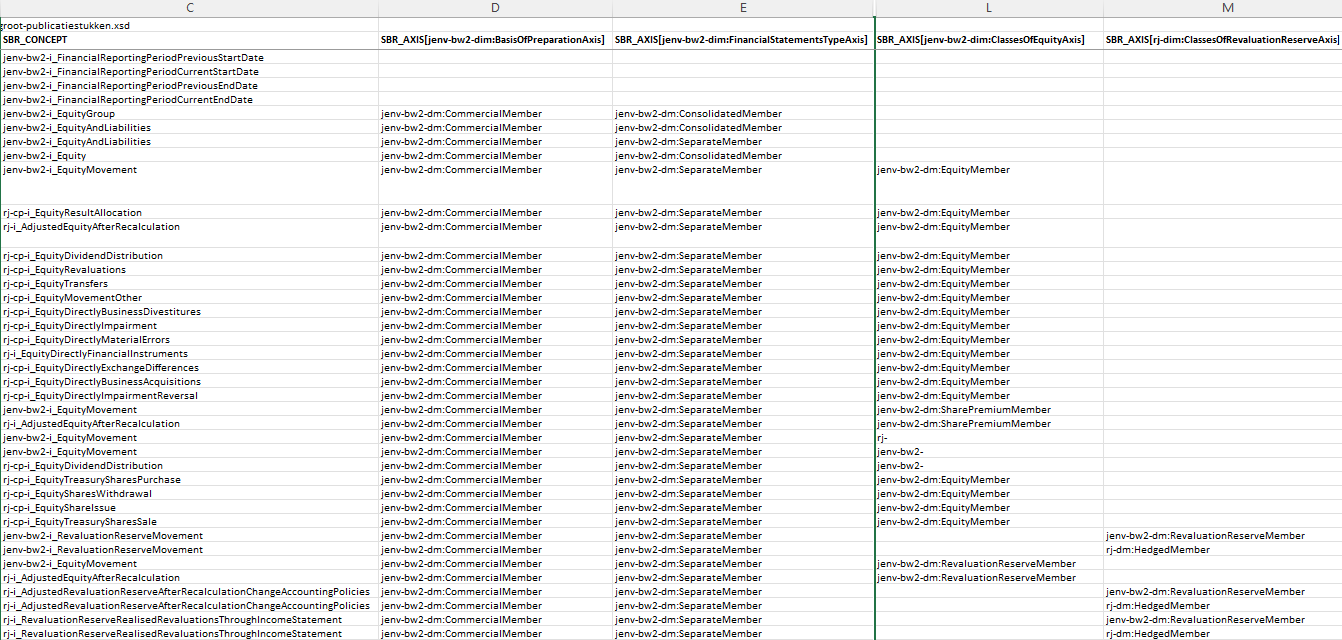 C D E L M
groot-publicatiestukken.xsd
SBR_CONCEPT SBR_AXIS[jenv-bw2-dim:BasisOfPreparationAxis] SBR_AXIS[jenv-bw2-dim:FinancialStatementsTypeAxis] SBR_AXIS[jenv-bw2-dim:ClassesOfEquityAxis] SBR_AXIS[rj-dim:ClassesOfRevaluationReserveAxis]
jenv-bw2-i_FinancialReportingPeriodPreviousStartDate
jenv-bw2-i_FinancialReportingPeriodCurrentStartDate
jenv-bw2-i_FinancialReportingPeriodPreviousEndDate
jenv-bw2-i_FinancialReportingPeriodCurrentEndDate
jenv-bw2-i_EquityGroup jenv-bw2-dm:CommercialMember jenv-bw2-dm:ConsolidatedMember
jenv-bw2-i_EquityAndLiabilities jenv-bw2-dm:CommercialMember jenv-bw2-dm:ConsolidatedMember
jenv-bw2-i_EquityAndLiabilities jenv-bw2-dm:CommercialMember jenv-bw2-dm:SeparateMember
jenv-bw2-i_Equity jenv-bw2-dm:CommercialMember jenv-bw2-dm:ConsolidatedMember
jenv-bw2-i_EquityMovement jenv-bw2-dm:CommercialMember jenv-bw2-dm:SeparateMember jenv-bw2-dm:EquityMember
rj-cp-i_EquityResultAllocation jenv-bw2-dm:CommercialMember jenv-bw2-dm:SeparateMember jenv-bw2-dm:EquityMember
rj-i_AdjustedEquityAfterRecalculation jenv-bw2-dm:CommercialMember jenv-bw2-dm:SeparateMember jenv-bw2-dm:EquityMember
rj-cp-i_EquityDividendDistribution jenv-bw2-dm:CommercialMember jenv-bw2-dm:SeparateMember jenv-bw2-dm:EquityMember
rj-cp-i_EquityRevaluations jenv-bw2-dm:CommercialMember jenv-bw2-dm:SeparateMember jenv-bw2-dm:EquityMember
rj-cp-i_EquityTransfers jenv-bw2-dm:CommercialMember jenv-bw2-dm:SeparateMember jenv-bw2-dm:EquityMember
rj-cp-i_EquityMovementOther jenv-bw2-dm:CommercialMember jenv-bw2-dm:SeparateMember jenv-bw2-dm:EquityMember
rj-cp-i_EquityDirectlyBusinessDivestitures jenv-bw2-dm:CommercialMember jenv-bw2-dm:SeparateMember jenv-bw2-dm:EquityMember
rj-cp-i_EquityDirectlyImpairment jenv-bw2-dm:CommercialMember jenv-bw2-dm:SeparateMember jenv-bw2-dm:EquityMember
rj-cp-i_EquityDirectlyMaterialErrors jenv-bw2-dm:CommercialMember jenv-bw2-dm:SeparateMember jenv-bw2-dm:EquityMember
rj-i_EquityDirectlyFinancialInstruments jenv-bw2-dm:CommercialMember jenv-bw2-dm:SeparateMember jenv-bw2-dm:EquityMember
rj-cp-i_EquityDirectlyExchangeDifferences jenv-bw2-dm:CommercialMember jenv-bw2-dm:SeparateMember jenv-bw2-dm:EquityMember
rj-cp-i_EquityDirectlyBusinessAcquisitions jenv-bw2-dm:CommercialMember jenv-bw2-dm:SeparateMember jenv-bw2-dm:EquityMember
rj-cp-i_EquityDirectlyImpairmentReversal jenv-bw2-dm:CommercialMember jenv-bw2-dm:SeparateMember jenv-bw2-dm:EquityMember
jenv-bw2-i_EquityMovement jenv-bw2-dm:CommercialMember jenv-bw2-dm:SeparateMember jenv-bw2-dm:SharePremiumMember
rj-i_AdjustedEquityAfterRecalculation jenv-bw2-dm:CommercialMember jenv-bw2-dm:SeparateMember jenv-bw2-dm:SharePremiumMember
jenv-bw2-i_EquityMovement jenv-bw2-dm:CommercialMember jenv-bw2-dm:SeparateMember rj-
jenv-bw2-i_EquityMovement jenv-bw2-dm:CommercialMember jenv-bw2-dm:SeparateMember jenv-bw2-
rj-cp-i_EquityDividendDistribution jenv-bw2-dm:CommercialMember jenv-bw2-dm:SeparateMember jenv-bw2-
rj-cp-i_EquityTreasurySharesPurchase jenv-bw2-dm:CommercialMember jenv-bw2-dm:SeparateMember jenv-bw2-dm:EquityMember
rj-cp-i_EquitySharesWithdrawal jenv-bw2-dm:CommercialMember jenv-bw2-dm:SeparateMember jenv-bw2-dm:EquityMember
rj-cp-i_EquityShareIssue jenv-bw2-dm:CommercialMember jenv-bw2-dm:SeparateMember jenv-bw2-dm:EquityMember
rj-cp-i_EquityTreasurySharesSale jenv-bw2-dm:CommercialMember jenv-bw2-dm:SeparateMember jenv-bw2-dm:EquityMember
jenv-bw2-i_RevaluationReserveMovement jenv-bw2-dm:CommercialMember jenv-bw2-dm:SeparateMember jenv-bw2-dm:RevaluationReserveMember
jenv-bw2-i_RevaluationReserveMovement jenv-bw2-dm:CommercialMember jenv-bw2-dm:SeparateMember rj-dm:HedgedMember
jenv-bw2-i_EquityMovement jenv-bw2-dm:CommercialMember jenv-bw2-dm:SeparateMember jenv-bw2-dm:RevaluationReserveMember
rj-i_AdjustedEquityAfterRecalculation jenv-bw2-dm:CommercialMember jenv-bw2-dm:SeparateMember jenv-bw2-dm:RevaluationReserveMember
rj-i_AdjustedRevaluationReserveAfterRecalculationChangeAccountingPolicies jenv-bw2-dm:CommercialMember jenv-bw2-dm:SeparateMember jenv-bw2-dm:RevaluationReserveMember
rj-i_AdjustedRevaluationReserveAfterRecalculationChangeAccountingPolicies jenv-bw2-dm:CommercialMember jenv-bw2-dm:SeparateMember rj-dm:HedgedMember
rj-i_RevaluationReserveRealisedRevaluationsThroughIncomeStatement jenv-bw2-dm:CommercialMember jenv-bw2-dm:SeparateMember jenv-bw2-dm:RevaluationReserveMember
rj-i_RevaluationReserveRealisedRevaluationsThroughIncomeStatement jenv-bw2-dm:CommercialMember jenv-bw2-dm:SeparateMember rj-dm:HedgedMember